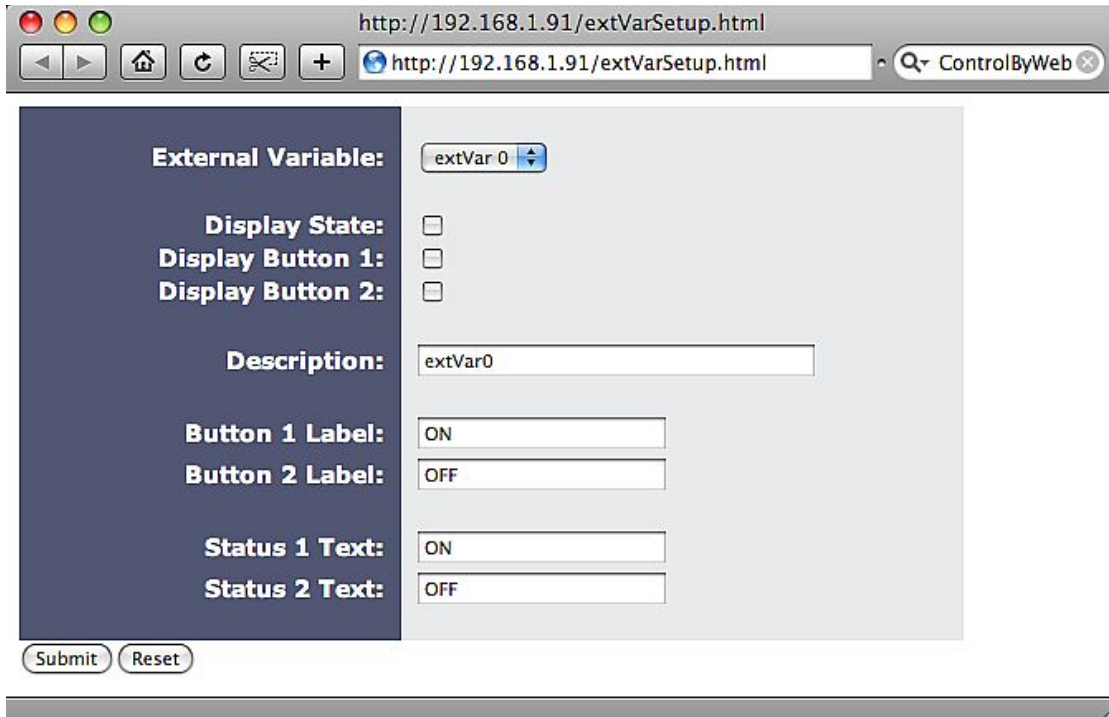 http://192.168.1.91/extVarSetup.html
http://192.168.1.91/extVarSetup.html ControlByWeb
External Variable: extVar 0
Display State:
Display Button 1:
Display Button 2:
Description: extVar0
Button 1 Label: ON
Button 2 Label: OFF
Status 1 Text: ON
Status 2 Text: OFF
Submit Reset